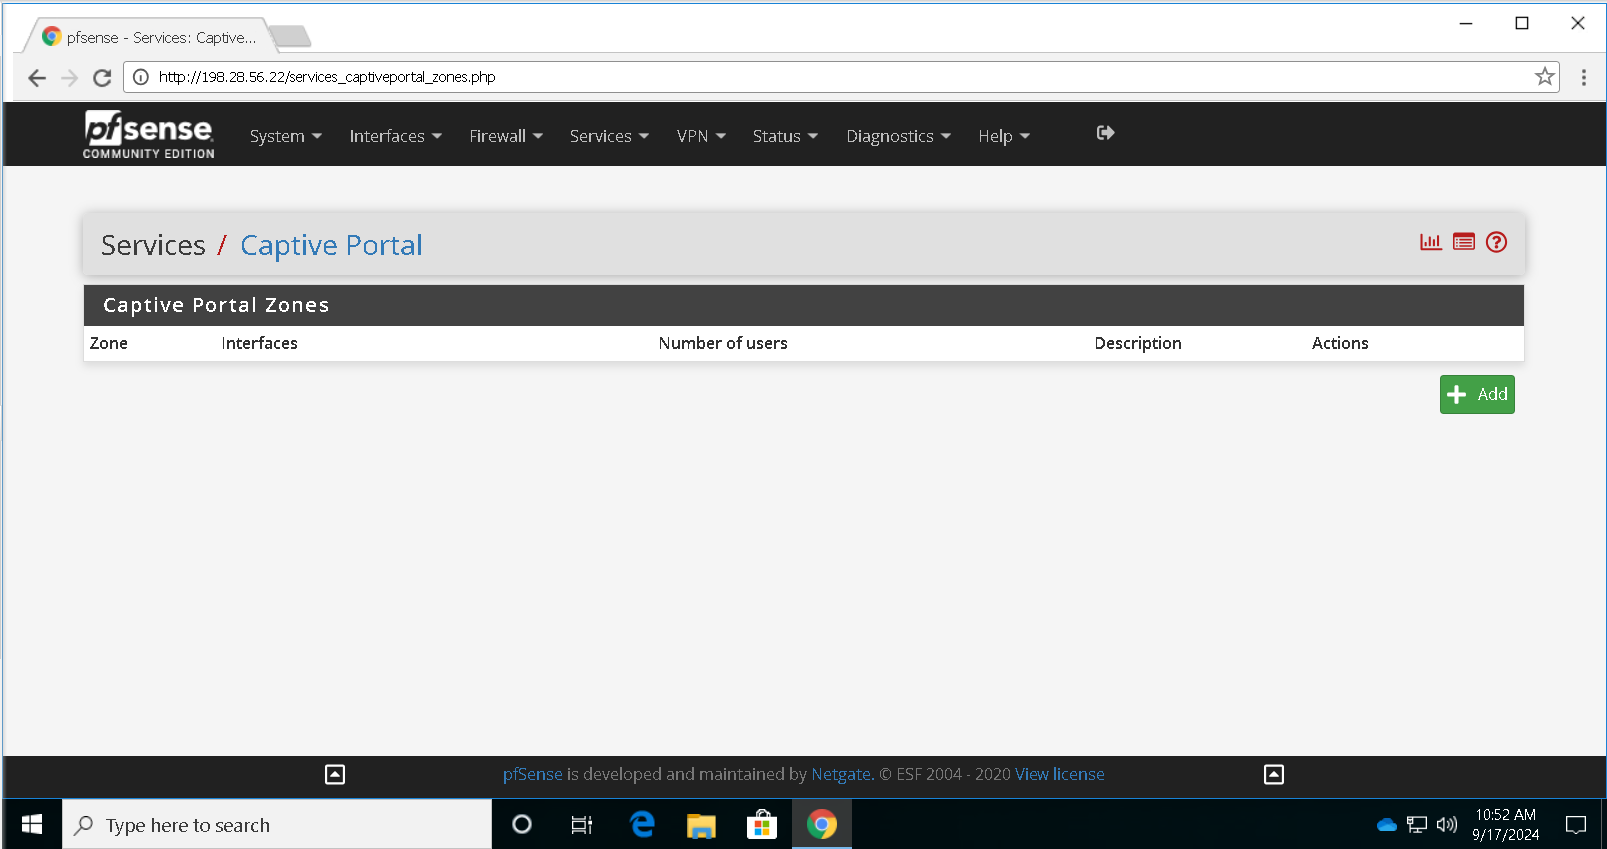 pfsense - Services: Captive...
http://198.28.56.22/services_captiveportal_zones.php
pfsense
COMMUNITY EDITION
System Interfaces Firewall Services VPN Status Diagnostics Help
Services / Captive Portal
Captive Portal Zones
Zone Interfaces Number of users Description Actions
Add
pfSense is developed and maintained by Netgate. © ESF 2004 - 2020 View license
Type here to search
10:52 AM
9/17/2024